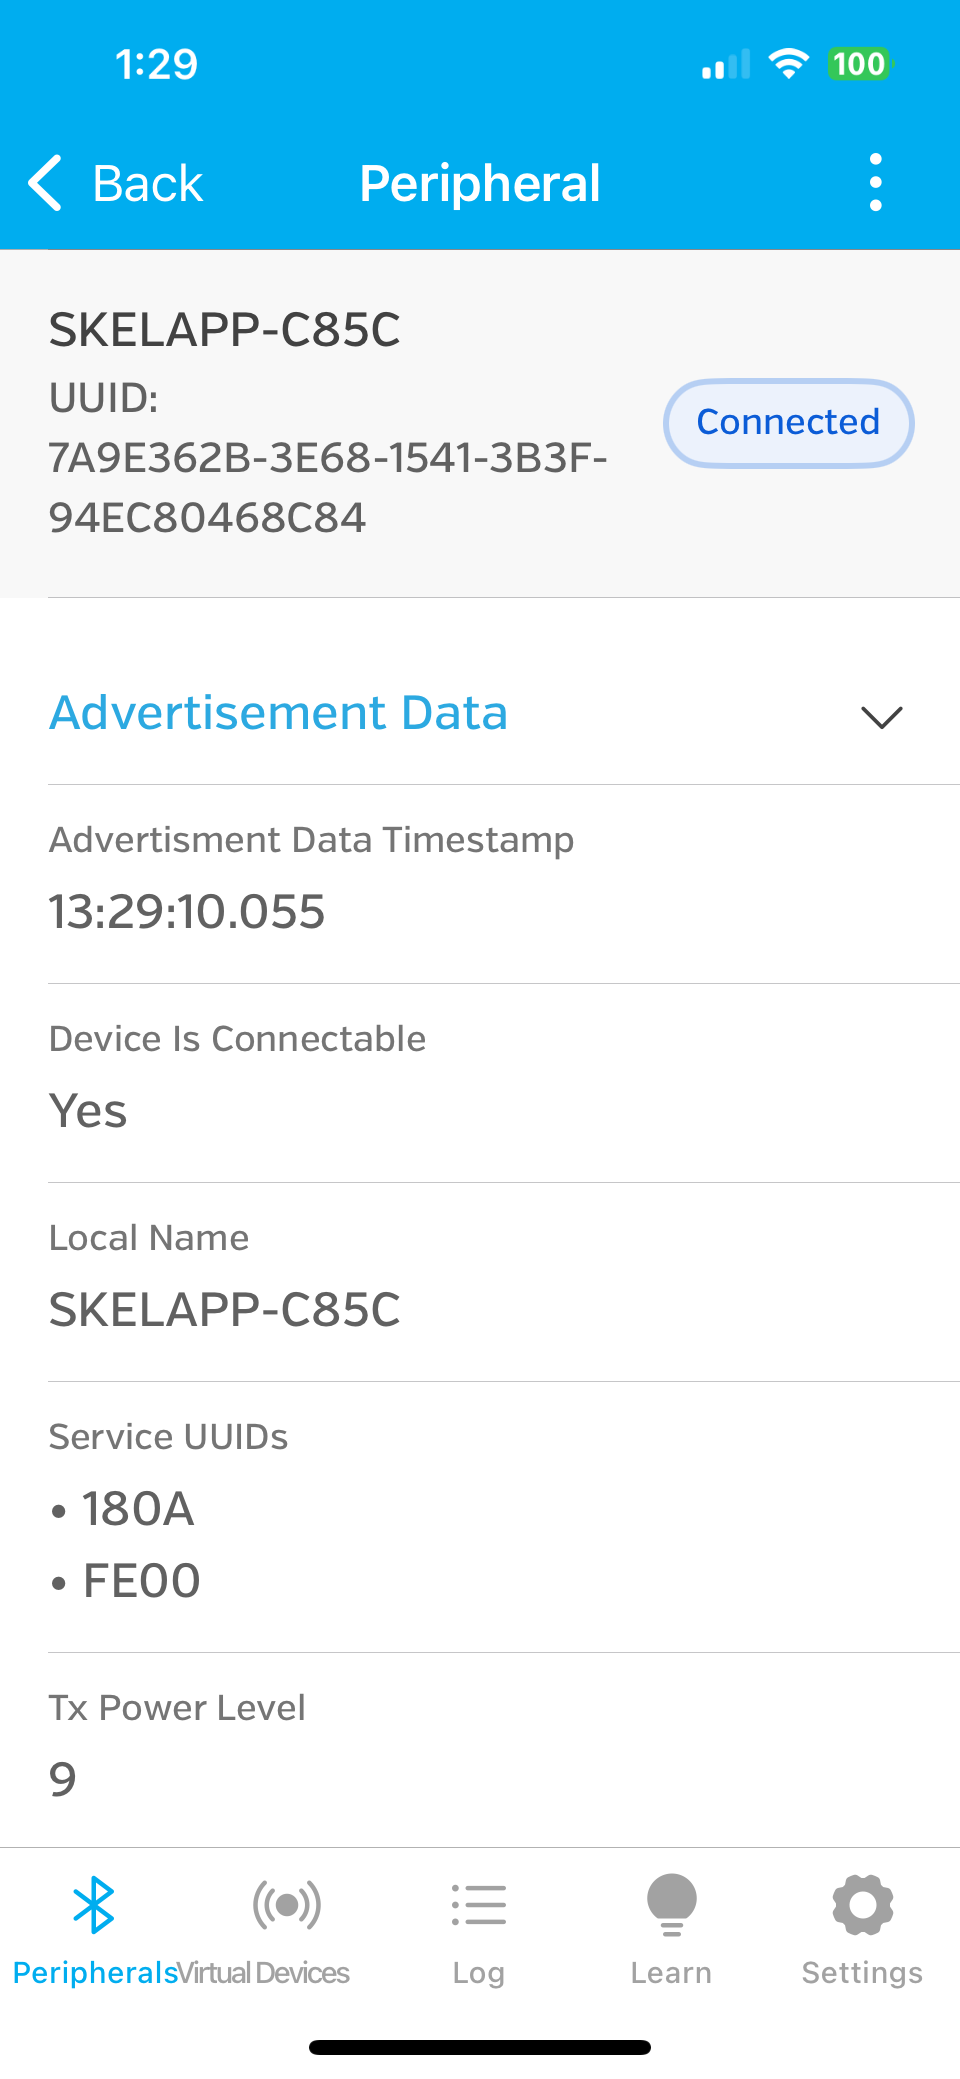 1:29
100
Back
Peripheral
SKELAPP-C85C
UUID:
7A9E362B-3E68-1541-3B3F-
94EC80468C84
Connected
Advertisement Data
Advertisment Data Timestamp
13:29:10.055
Device Is Connectable
Yes
Local Name
SKELAPP-C85C
Service UUIDs
• 180A
• FE00
Tx Power Level
9
Peripherals
Virtual Devices
Log
Learn
Settings